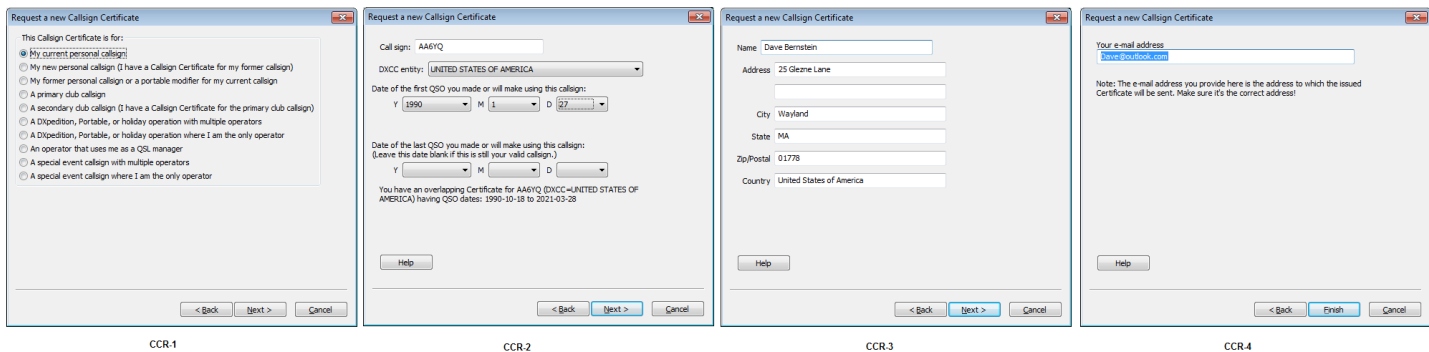 Request a new Callsign Certificate
This Callsign Certificate is for:
My current personal callsign
My new personal callsign (I have a Callsign Certificate for my former callsign)
My former personal callsign or a portable modifier for my current callsign
A primary club callsign
A secondary club callsign (I have a Callsign Certificate for the primary club callsign)
A DXpedition, Portable, or holiday operation with multiple operators
A DXpedition, Portable, or holiday operation where I am the only operator
An operator that uses me as a QSL manager
A special event callsign with multiple operators
A special event callsign where I am the only operator
< Back Next > Cancel
CCR-1
Request a new Callsign Certificate
Call sign: AA6YQ
DXCC entity: UNITED STATES OF AMERICA
Date of the first QSO you made or will make using this callsign:
Y 1990 M 1 D 27
Date of the last QSO you made or will make using this callsign:
(Leave this date blank if this is still your valid callsign.)
Y M D
You have an overlapping Certificate for AA6YQ (DXCC=UNITED STATES OF
AMERICA) having QSO dates: 1990-10-18 to 2021-03-28
Help
< Back Next > Cancel
CCR-2
Request a new Callsign Certificate
Name Dave Bernstein
Address 25 Glezne Lane
City Wayland
State MA
Zip/Postal 01778
Country United States of America
Help
< Back Next > Cancel
CCR-3
Request a new Callsign Certificate
Your e-mail address
Dave@outlook.com
Note: The e-mail address you provide here is the address to which the issued
Certificate will be sent. Make sure it's the correct address!
Help
< Back Finish Cancel
CCR-4